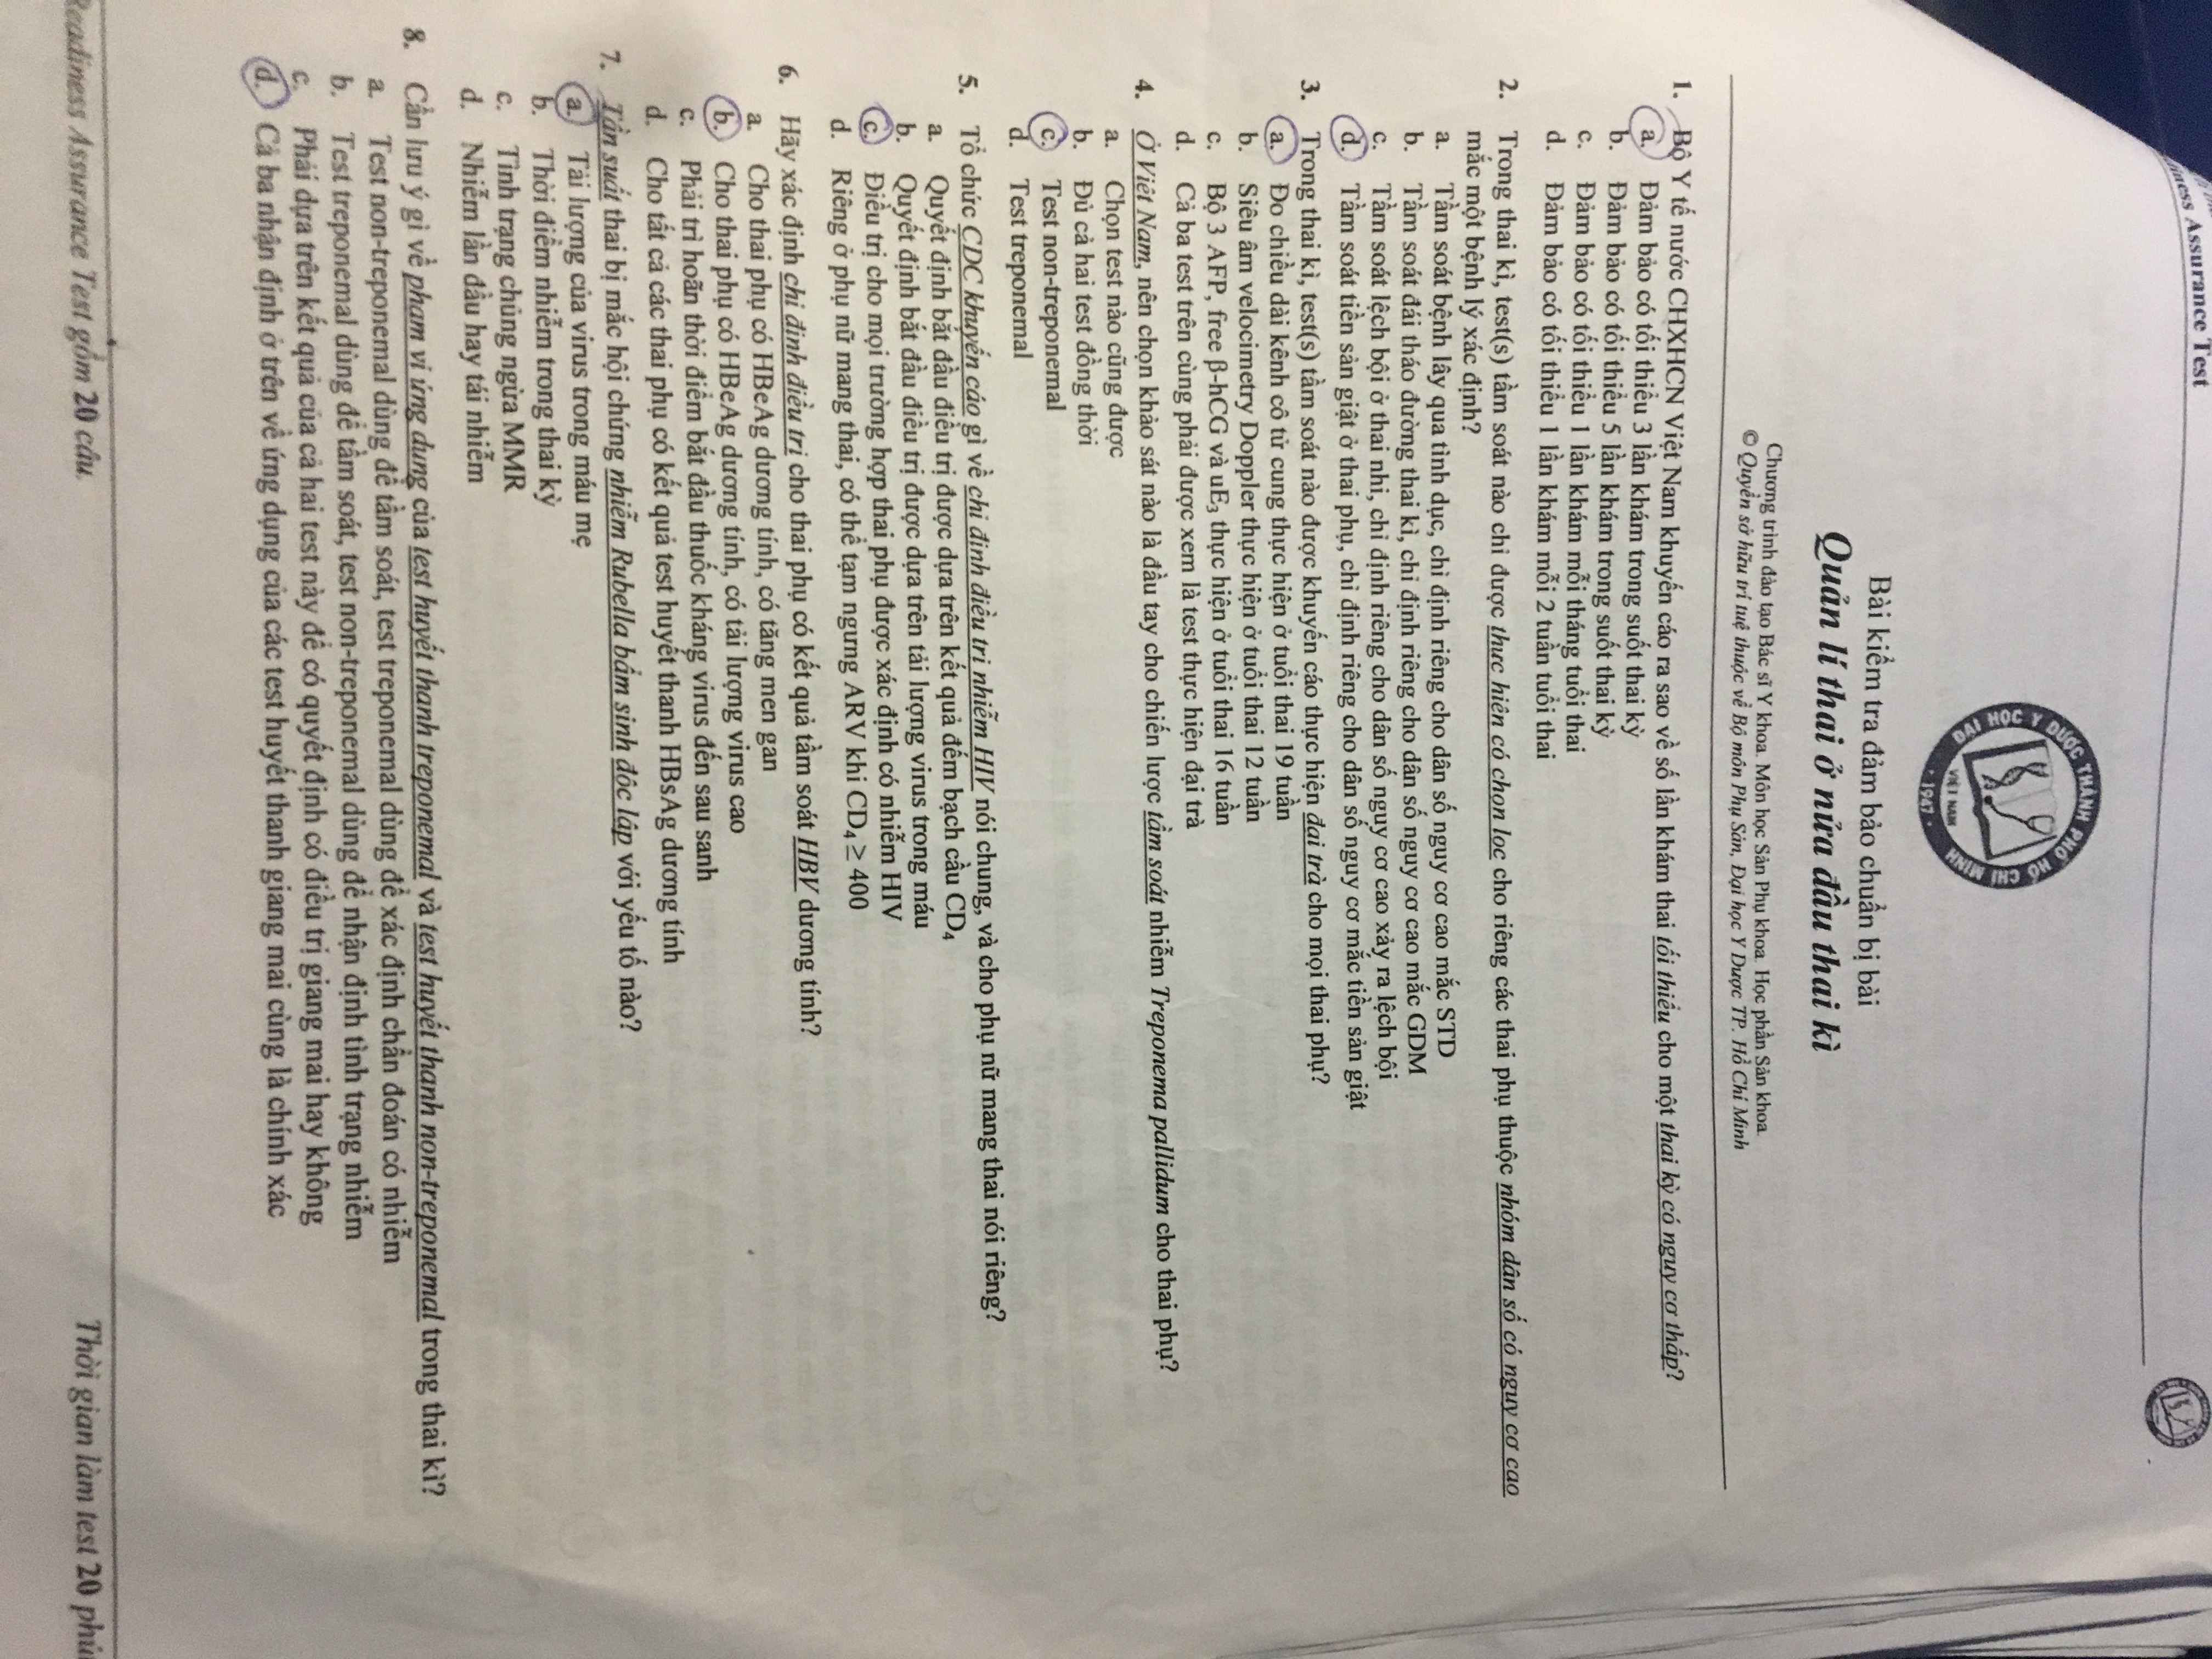 iness Assurance Test
ĐẠI HỌC Y DƯỢC THÀNH PHỐ HỒ CHÍ MINH
VIỆT NAM
1947
Bài kiểm tra đảm bảo chuẩn bị bài
Quản lí thai ở nửa đầu thai kì
Chương trình đào tạo Bác sĩ Y khoa. Môn học Sản Phụ khoa. Học phần Sản khoa.
© Quyền sở hữu trí tuệ thuộc về Bộ môn Phụ Sản, Đại học Y Dược TP. Hồ Chí Minh
1. Bộ Y tế nước CHXHCN Việt Nam khuyến cáo ra sao về số lần khám thai tối thiểu cho một thai kỳ có nguy cơ thấp?
a. Đảm bảo có tối thiểu 3 lần khám trong suốt thai kỳ
b. Đảm bảo có tối thiểu 5 lần khám trong suốt thai kỳ
c. Đảm bảo có tối thiểu 1 lần khám mỗi tháng tuổi thai
d. Đảm bảo có tối thiểu 1 lần khám mỗi 2 tuần tuổi thai
2. Trong thai kì, test(s) tầm soát nào chỉ được thực hiện có chọn lọc cho riêng các thai phụ thuộc nhóm dân số có nguy cơ cao
mắc một bệnh lý xác định?
a. Tầm soát bệnh lây qua tình dục, chỉ định riêng cho dân số nguy cơ cao mắc STD
b. Tầm soát đái tháo đường thai kì, chỉ định riêng cho dân số nguy cơ cao mắc GDM
c. Tầm soát lệch bội ở thai nhi, chỉ định riêng cho dân số nguy cơ cao xảy ra lệch bội
d. Tầm soát tiền sản giật ở thai phụ, chỉ định riêng cho dân số nguy cơ mắc tiền sản giật
3. Trong thai kì, test(s) tầm soát nào được khuyến cáo thực hiện đại trà cho mọi thai phụ?
a. Đo chiều dài kênh cổ tử cung thực hiện ở tuổi thai 19 tuần
b. Siêu âm velocimetry Doppler thực hiện ở tuổi thai 12 tuần
c. Bộ 3 AFP, free β-hCG và uE3 thực hiện ở tuổi thai 16 tuần
d. Cả ba test trên cùng phải được xem là test thực hiện đại trà
4. Ở Việt Nam, nên chọn khảo sát nào là đầu tay cho chiến lược tầm soát nhiễm Treponema pallidum cho thai phụ?
a. Chọn test nào cũng được
b. Đủ cả hai test đồng thời
c. Test non-treponemal
d. Test treponemal
5. Tổ chức CDC khuyến cáo gì về chỉ định điều trị nhiễm HIV nói chung, và cho phụ nữ mang thai nói riêng?
a. Quyết định bắt đầu điều trị được dựa trên kết quả đếm bạch cầu CD4
b. Quyết định bắt đầu điều trị được dựa trên tải lượng virus trong máu
c. Điều trị cho mọi trường hợp thai phụ được xác định có nhiễm HIV
d. Riêng ở phụ nữ mang thai, có thể tạm ngưng ARV khi CD4 ≥ 400
6. Hãy xác định chỉ định điều trị cho thai phụ có kết quả tầm soát HBV dương tính?
a. Cho thai phụ có HBeAg dương tính, có tăng men gan
b. Cho thai phụ có HBeAg dương tính, có tải lượng virus cao
c. Phải trì hoãn thời điểm bắt đầu thuốc kháng virus đến sau sanh
d. Cho tất cả các thai phụ có kết quả test huyết thanh HBsAg dương tính
7. Tần suất thai bị mắc hội chứng nhiễm Rubella bẩm sinh độc lập với yếu tố nào?
a. Tải lượng của virus trong máu mẹ
b. Thời điểm nhiễm trong thai kỳ
c. Tình trạng chủng ngừa MMR
d. Nhiễm lần đầu hay tái nhiễm
8. Cần lưu ý gì về phạm vi ứng dụng của test huyết thanh treponemal và test huyết thanh non-treponemal trong thai kì?
a. Test non-treponemal dùng để tầm soát, test treponemal dùng để xác định chẩn đoán có nhiễm
b. Test treponemal dùng để tầm soát, test non-treponemal dùng để nhận định tình trạng nhiễm
c. Phải dựa trên kết quả của cả hai test này để có quyết định có điều trị giang mai hay không
d. Cả ba nhận định ở trên về ứng dụng của các test huyết thanh giang mai cùng là chính xác
Readiness Assurance Test gồm 20 câu. Thời gian làm test 20 phú